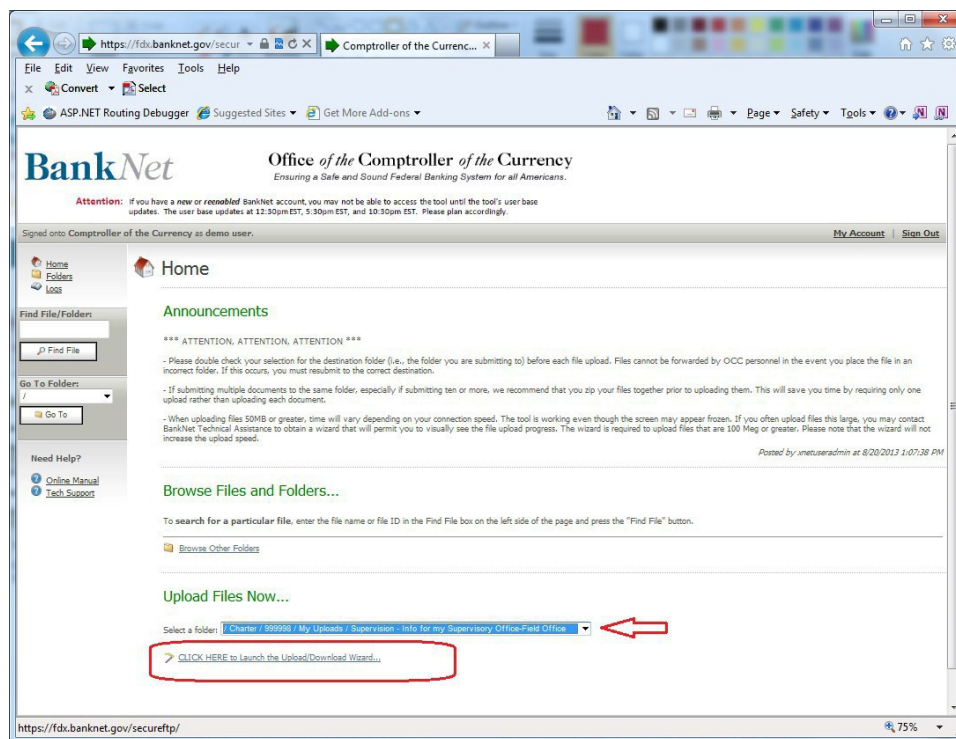 https://fdx.banknet.gov/secur
Comptroller of the Currenc...
File Edit View Favorites Tools Help
Convert Select
ASP.NET Routing Debugger Suggested Sites Get More Add-ons Page Safety Tools
BankNet
Office of the Comptroller of the Currency
Ensuring a Safe and Sound Federal Banking System for all Americans.
Attention: If you have a new or reenabled BankNet account, you may not be able to access the tool until the tool's user base
updates. The user base updates at 12:30pm EST, 5:30pm EST, and 10:30pm EST. Please plan accordingly.
Signed onto Comptroller of the Currency as demo user. My Account | Sign Out
Home
Folders
Logs
Find File/Folder:
Find File
Go To Folder:
/
Go To
Need Help?
Online Manual
Tech Support
Home
Announcements
*** ATTENTION, ATTENTION, ATTENTION ***
- Please double check your selection for the destination folder (i.e., the folder you are submitting to) before each file upload. Files cannot be forwarded by OCC personnel in the event you place the file in an
incorrect folder. If this occurs, you must resubmit to the correct destination.
- If submitting multiple documents to the same folder, especially if submitting ten or more, we recommend that you zip your files together prior to uploading them. This will save you time by requiring only one
upload rather than uploading each document.
- When uploading files 50MB or greater, time will vary depending on your connection speed. The tool is working even though the screen may appear frozen. If you often upload files this large, you may contact
BankNet Technical Assistance to obtain a wizard that will permit you to visually see the file upload progress. The wizard is required to upload files that are 100 Meg or greater. Please note that the wizard will not
increase the upload speed.
Posted by xnetuseradmin at 8/20/2013 1:07:38 PM
Browse Files and Folders...
To search for a particular file, enter the file name or file ID in the Find File box on the left side of the page and press the "Find File" button.
Browse Other Folders
Upload Files Now...
Select a folder: / Charter / 999998 / My Uploads / Supervision - Info for my Supervisory Office-Field Office
CLICK HERE to Launch the Upload/Download Wizard...
https://fdx.banknet.gov/secureftp/
75%